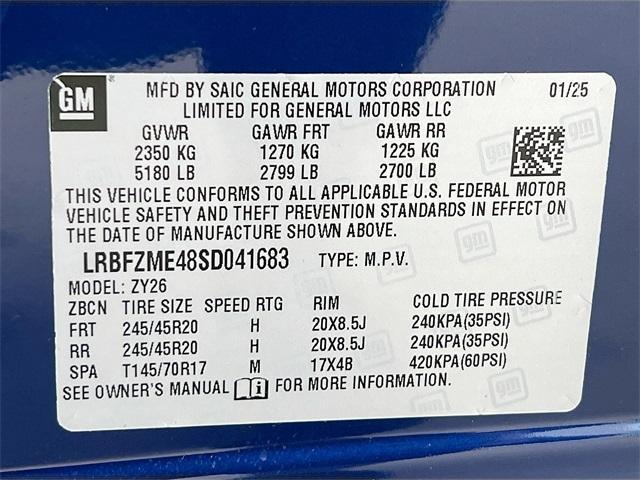 GM
MFD BY SAIC GENERAL MOTORS CORPORATION 01/25
LIMITED FOR GENERAL MOTORS LLC
GVWR GAWR FRT GAWR RR
2350 KG 1270 KG 1225 KG
5180 LB 2799 LB 2700 LB
THIS VEHICLE CONFORMS TO ALL APPLICABLE U.S. FEDERAL MOTOR
VEHICLE SAFETY AND THEFT PREVENTION STANDARDS IN EFFECT ON
THE DATE OF MANUFACTURE SHOWN ABOVE.
LRBFZME48SD041683 TYPE: M.P.V.
MODEL: ZY26
ZBCN TIRE SIZE SPEED RTG RIM COLD TIRE PRESSURE
FRT 245/45R20 H 20X8.5J 240KPA(35PSI)
RR 245/45R20 H 20X8.5J 240KPA(35PSI)
SPA T145/70R17 M 17X4B 420KPA(60PSI)
SEE OWNER'S MANUAL FOR MORE INFORMATION.